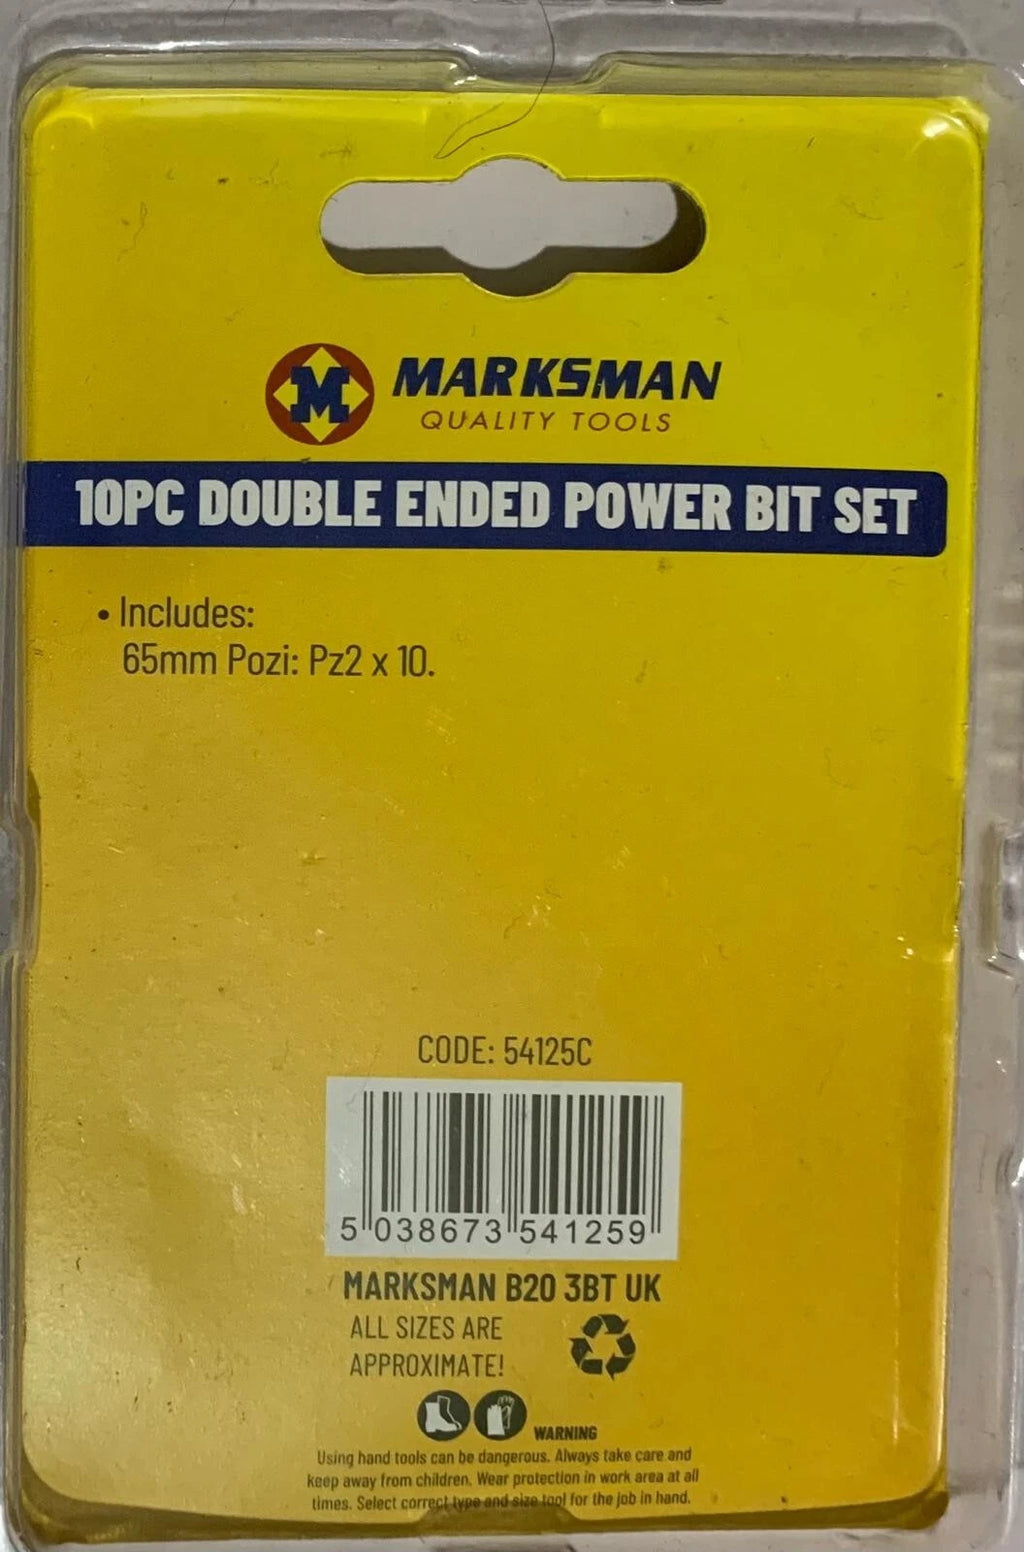 M MARKSMAN
QUALITY TOOLS
10PC DOUBLE ENDED POWER BIT SET
• Includes:
65mm Pozi: Pz2 x 10.
CODE: 54125C
5 038673 541259
MARKSMAN B20 3BT UK
ALL SIZES ARE
APPROXIMATE!
WARNING
Using hand tools can be dangerous. Always take care and
keep away from children. Wear protection in work area at all
times. Select correct type and size tool for the job in hand.